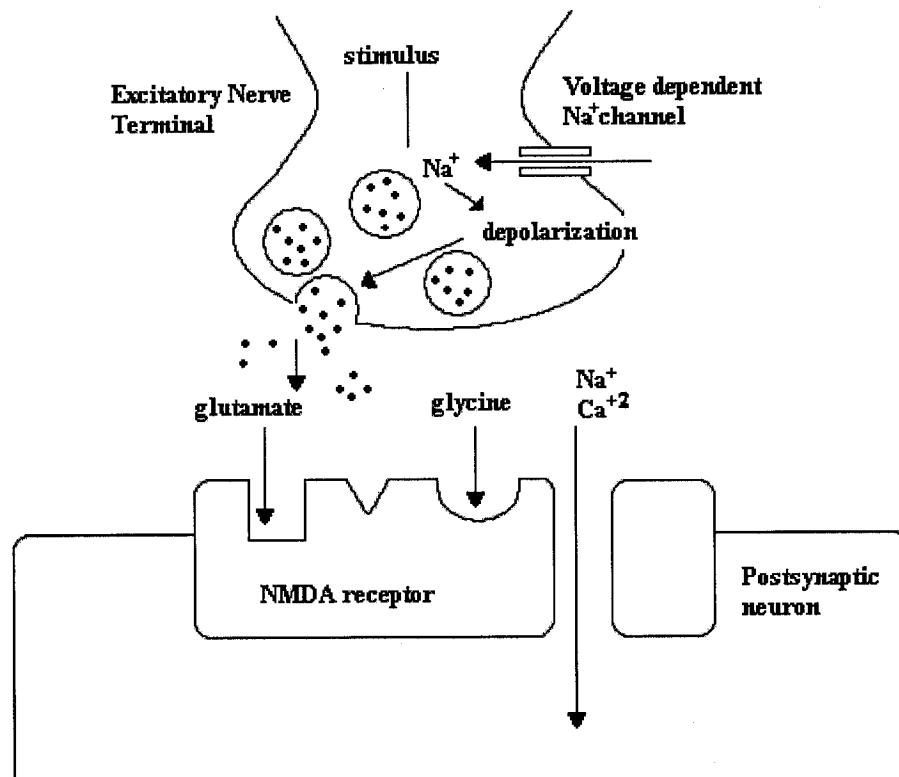 stimulus
Excitatory Nerve
Terminal
Voltage dependent
Na⁺channel
Na⁺
depolarization
glutamate
glycine
Na⁺
Ca⁺²
NMDA receptor
Postsynaptic
neuron